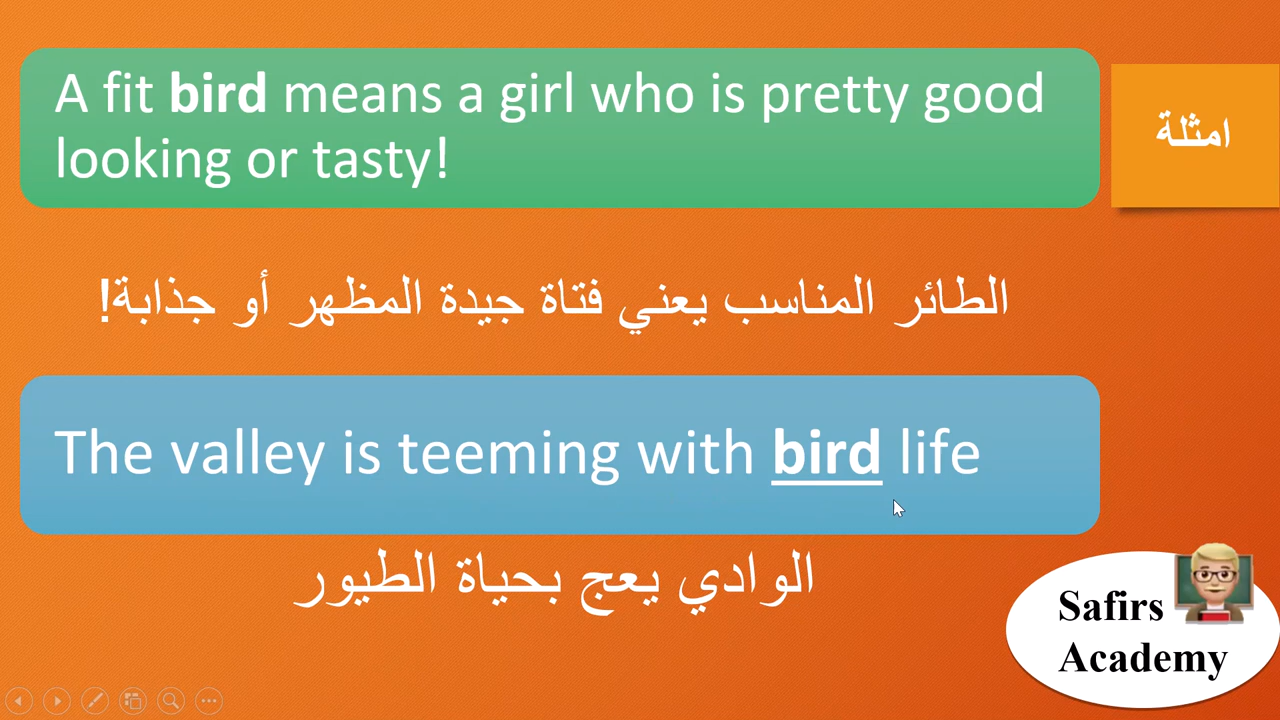 A fit bird means a girl who is pretty good
looking or tasty!
امثلة
الطائر المناسب يعني فتاة جيدة المظهر أو جذابة!
The valley is teeming with bird life
الوادي يعج بحياة الطيور
Safirs
Academy